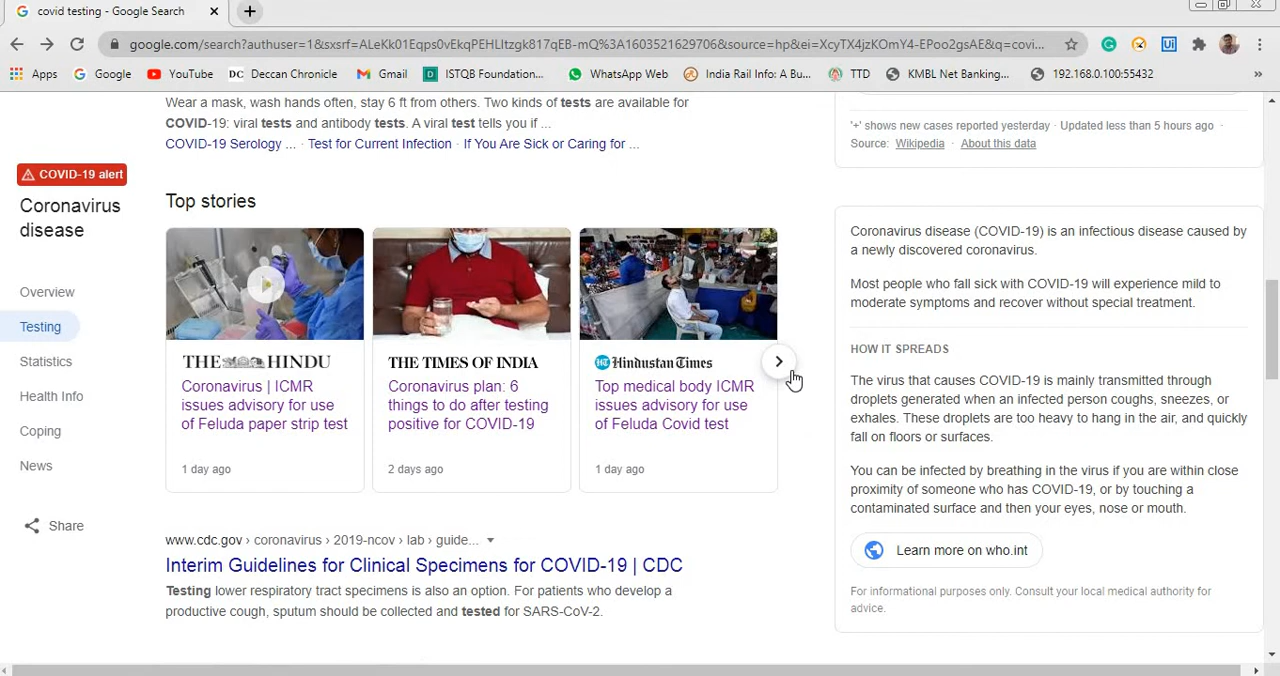 covid testing - Google Search
google.com/search?authuser=1&sxsrf=ALeKk01Eqps0vEkqPEHLItzgk817qEB-mQ%3A1603521629706&source=hp&ei=XcyTX4jzKOmY4-EPoo2gsAE&q=covi...
Apps Google YouTube DC Deccan Chronicle Gmail ISTQB Foundation... WhatsApp Web India Rail Info: A Bu... TTD KMBL Net Banking... 192.168.0.100:55432 »
Wear a mask, wash hands often, stay 6 ft from others. Two kinds of tests are available for
COVID-19: viral tests and antibody tests. A viral test tells you if ...
COVID-19 Serology ... · Test for Current Infection · If You Are Sick or Caring for ...
COVID-19 alert
Coronavirus
disease
Overview
Testing
Statistics
Health Info
Coping
News
Share
Top stories
THE HINDU
Coronavirus | ICMR
issues advisory for use
of Feluda paper strip test
1 day ago
THE TIMES OF INDIA
Coronavirus plan: 6
things to do after testing
positive for COVID-19
2 days ago
HT Hindustan Times
Top medical body ICMR
issues advisory for use
of Feluda Covid test
1 day ago
www.cdc.gov › coronavirus › 2019-ncov › lab › guide...
Interim Guidelines for Clinical Specimens for COVID-19 | CDC
Testing lower respiratory tract specimens is also an option. For patients who develop a
productive cough, sputum should be collected and tested for SARS-CoV-2.
'+' shows new cases reported yesterday · Updated less than 5 hours ago ·
Source: Wikipedia · About this data
Coronavirus disease (COVID-19) is an infectious disease caused by
a newly discovered coronavirus.
Most people who fall sick with COVID-19 will experience mild to
moderate symptoms and recover without special treatment.
HOW IT SPREADS
The virus that causes COVID-19 is mainly transmitted through
droplets generated when an infected person coughs, sneezes, or
exhales. These droplets are too heavy to hang in the air, and quickly
fall on floors or surfaces.
You can be infected by breathing in the virus if you are within close
proximity of someone who has COVID-19, or by touching a
contaminated surface and then your eyes, nose or mouth.
Learn more on who.int
For informational purposes only. Consult your local medical authority for
advice.